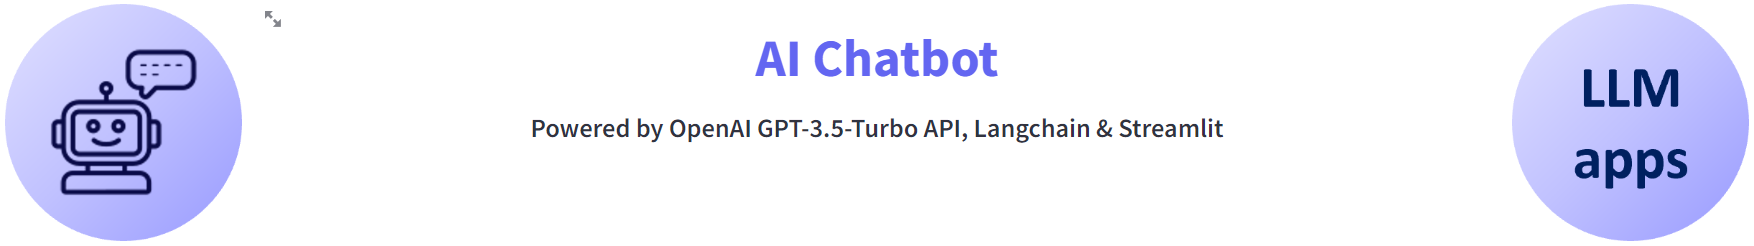 AI Chatbot
Powered by OpenAI GPT-3.5-Turbo API, Langchain & Streamlit
LLM
apps